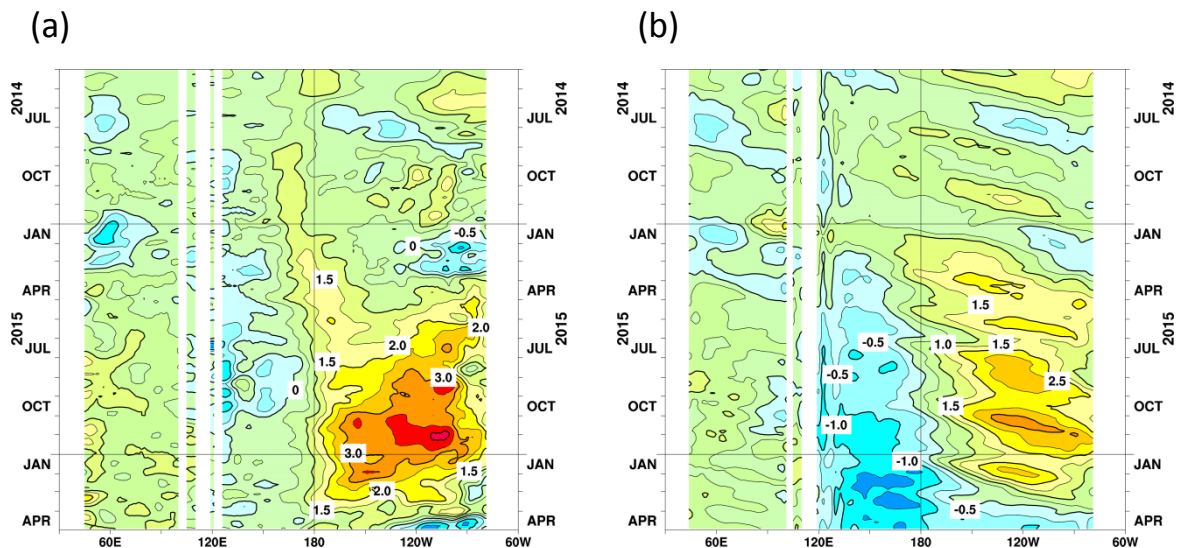 (a)
(b)
2014
JUL
OCT
JAN
APR
2015
JUL
OCT
JAN
APR
60E
120E
180
120W
60W
0
-0.5
1.5
2.0
2.0
1.5
3.0
0
3.0
1.5
2.0
1.5
JUL
2014
OCT
JAN
APR
2015
JUL
OCT
JAN
APR
2014
JUL
OCT
JAN
APR
2015
JUL
OCT
JAN
APR
60E
120E
180
120W
60W
1.5
-0.5
1.0
1.5
-0.5
2.5
1.5
-1.0
-1.0
-0.5
2014
JUL
OCT
JAN
APR
2015
JUL
OCT
JAN
APR